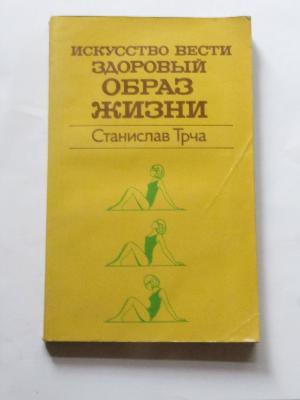 ИСКУССТВО ВЕСТИ
ЗДОРОВЫЙ
ОБРАЗ
ЖИЗНИ
Станислав Трча